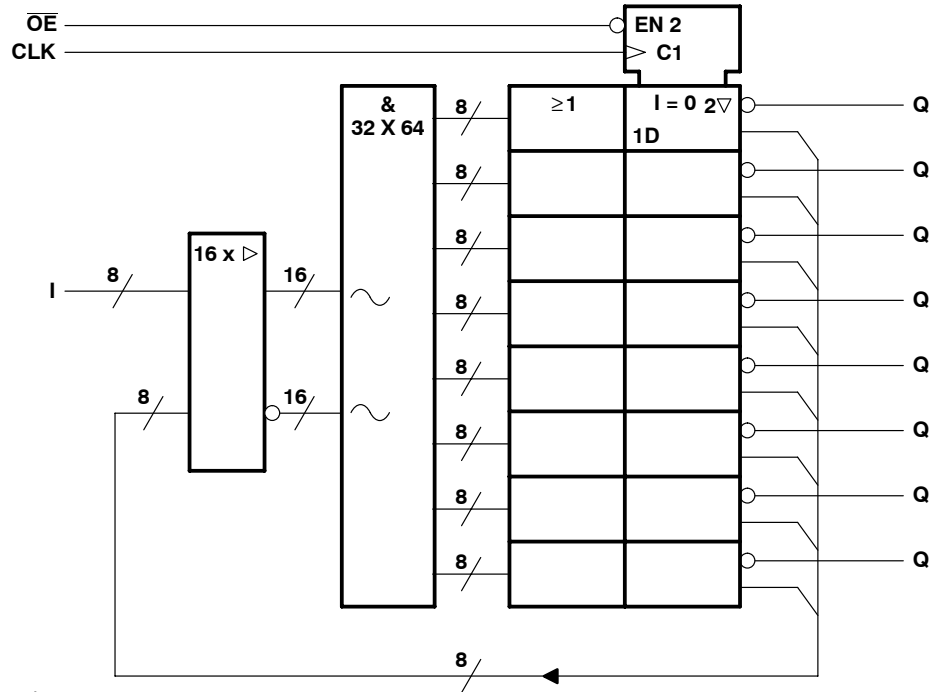 OE EN 2
CLK C1
& 8 ≥1 I = 0 2▽ Q
32 X 64 1D
8 Q
8 Q
16 x ▷
I 8 16 8 Q
8 Q
8 16 8 Q
8 Q
8 Q
8